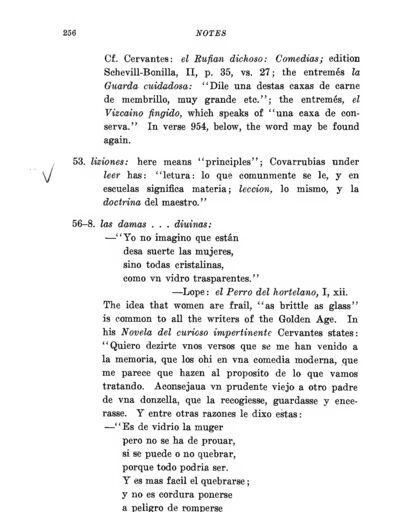 256 NOTES
Cf. Cervantes: el Rufian dichoso: Comedias; edition
Schevill-Bonilla, II, p. 35, vs. 27; the entremés la
Guarda cuidadosa: "Dile una destas caxas de carne
de membrillo, muy grande etc."; the entremés, el
Vizcaino fingido, which speaks of "una caxa de con-
serva." In verse 954, below, the word may be found
again.
53. liziones: here means "principles"; Covarrubias under
leer has: "letura: lo que comunmente se le, y en
escuelas significa materia; leccion, lo mismo, y la
doctrina del maestro."
56-8. las damas . . . diuinas:
—"Yo no imagino que están
desa suerte las mujeres,
sino todas cristalinas,
como vn vidro trasparentes."
—Lope: el Perro del hortelano, I, xii.
The idea that women are frail, "as brittle as glass"
is common to all the writers of the Golden Age. In
his Novela del curioso impertinente Cervantes states:
"Quiero dezirte vnos versos que se me han venido a
la memoria, que los ohi en vna comedia moderna, que
me parece que hazen al proposito de lo que vamos
tratando. Aconsejaua vn prudente viejo a otro padre
de vna donzella, que la recogiesse, guardasse y ence-
rasse. Y entre otras razones le dixo estas:
—"Es de vidrio la muger
pero no se ha de prouar,
si se puede o no quebrar,
porque todo podria ser.
Y es mas facil el quebrarse;
y no es cordura ponerse
a peligro de romperse